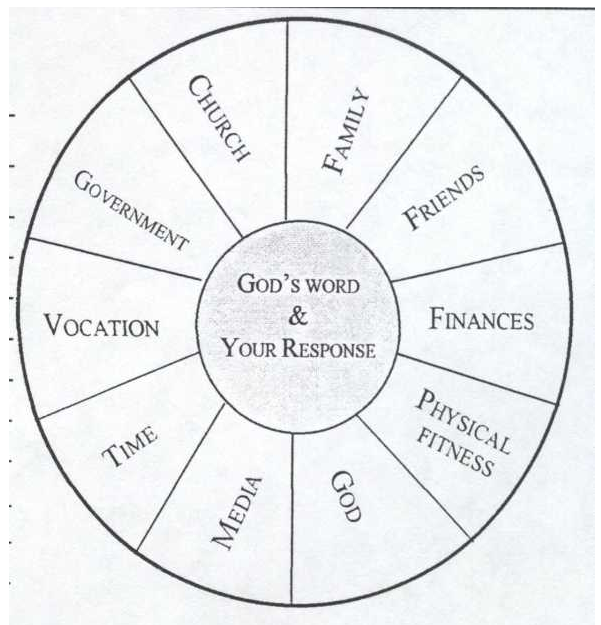 CHURCH
FAMILY
FRIENDS
FINANCES
PHYSICAL
FITNESS
GOD
MEDIA
TIME
VOCATION
GOVERNMENT
GOD'S WORD
&
YOUR RESPONSE